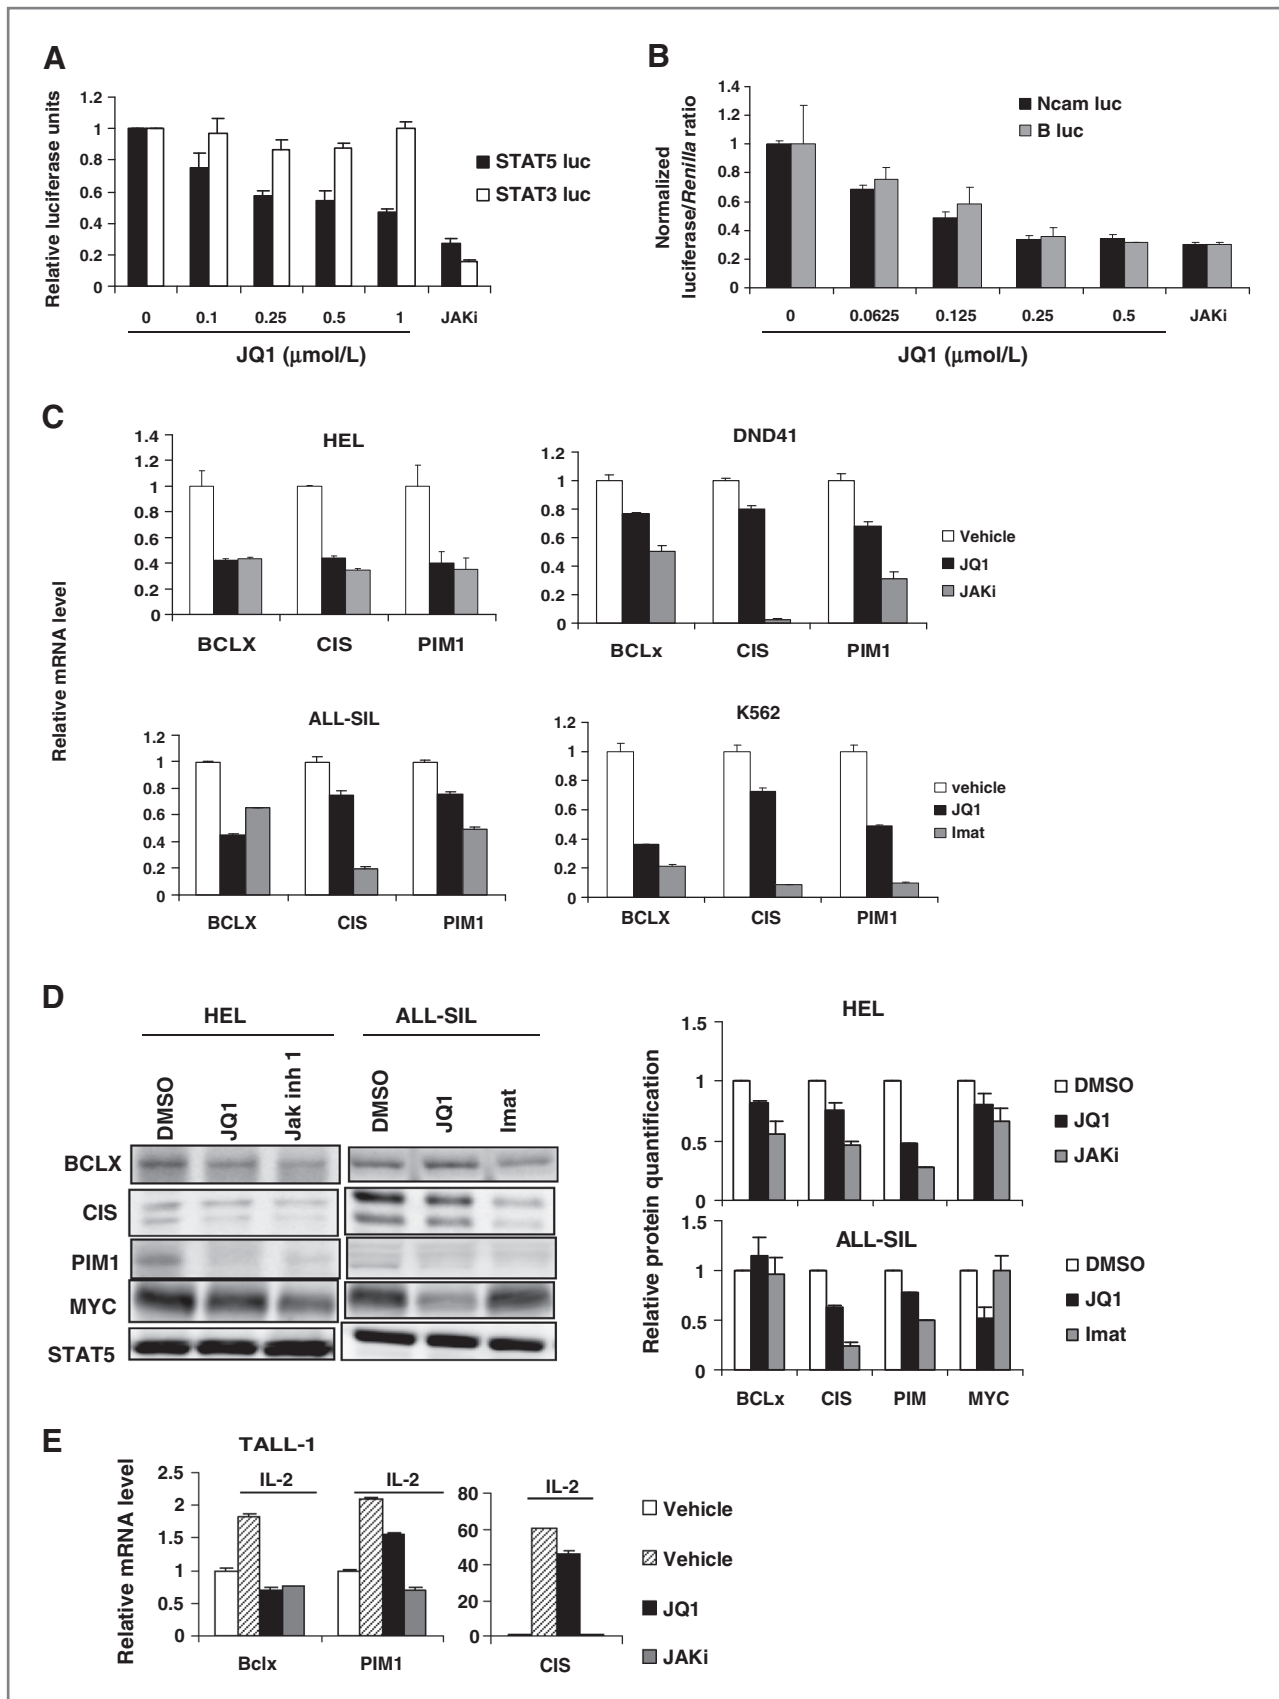 A
Relative luciferase units
1.2
1
0.8
0.6
0.4
0.2
0
0 0.1 0.25 0.5 1 JAKi
JQ1 (μmol/L)
STAT5 luc
STAT3 luc
B
Normalized
luciferase/Renilla ratio
1.4
1.2
1
0.8
0.6
0.4
0.2
0
0 0.0625 0.125 0.25 0.5 JAKi
JQ1 (μmol/L)
Ncam luc
B luc
C
Relative mRNA level
HEL
1.4
1.2
1
0.8
0.6
0.4
0.2
0
BCLX CIS PIM1
DND41
1.2
1
0.8
0.6
0.4
0.2
0
BCLx CIS PIM1
Vehicle
JQ1
JAKi
ALL-SIL
1.2
1
0.8
0.6
0.4
0.2
0
BCLX CIS PIM1
K562
1.2
1
0.8
0.6
0.4
0.2
0
BCLX CIS PIM1
vehicle
JQ1
Imat
D
HEL ALL-SIL
DMSO JQ1 Jak inh 1 DMSO JQ1 Imat
BCLX
CIS
PIM1
MYC
STAT5
Relative protein quantification
HEL
1.5
1
0.5
0
DMSO
JQ1
JAKi
ALL-SIL
1.5
1
0.5
0
BCLx CIS PIM MYC
DMSO
JQ1
Imat
E
TALL-1
Relative mRNA level
2.5
2
1.5
1
0.5
0
IL-2 IL-2
Bclx PIM1
80
60
40
20
0
IL-2
CIS
Vehicle
Vehicle
JQ1
JAKi